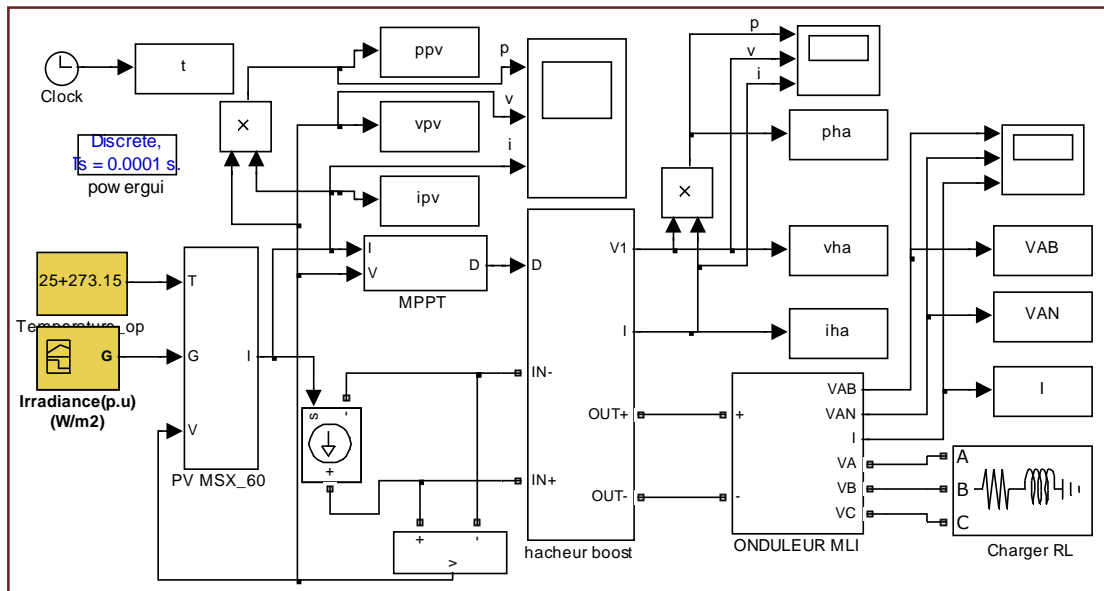 Clock
t
Discrete,
Ts = 0.0001 s.
powergui
×
ppv
vpv
ipv
p
v
i
25+273.15
Temperature_op
G
Irradiance(p.u)
(W/m2)
T
G
V
I
PV MSX_60
I
V
D
MPPT
s
-
+
+
-
v
D
IN-
IN+
V1
I
OUT+
OUT-
hacheur boost
×
p
v
i
pha
vha
iha
+
-
VAB
VAN
I
VA
VB
VC
ONDULEUR MLI
VAB
VAN
I
A
B
C
Charger RL